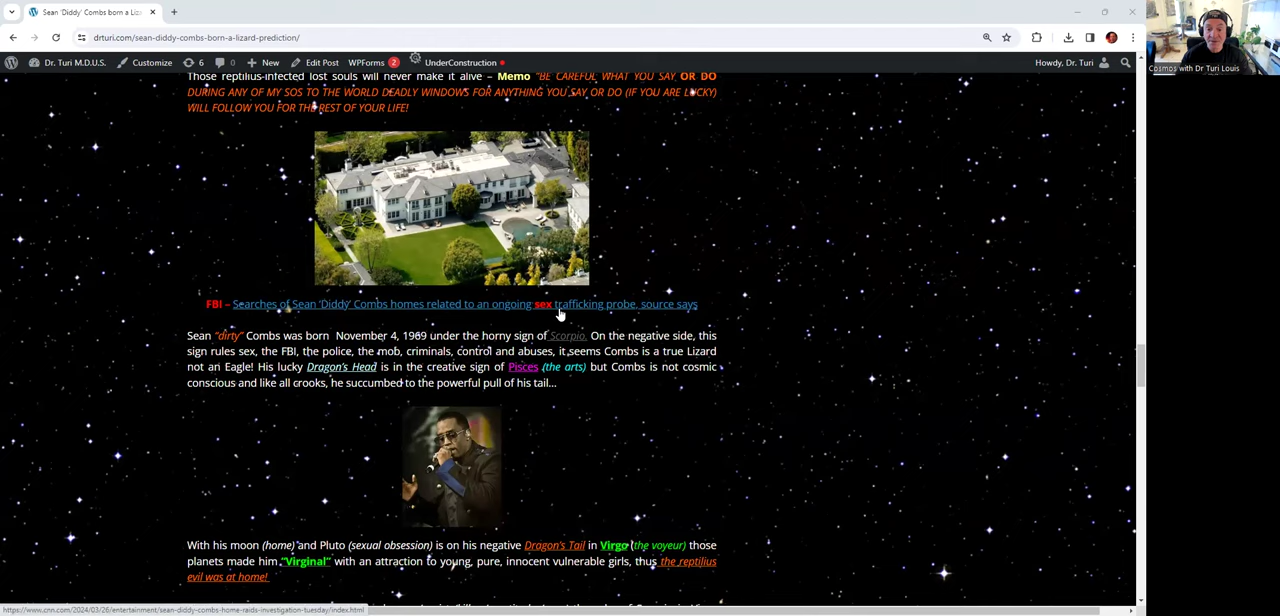 Sean 'Diddy' Combs born a Liza
drturi.com/sean-diddy-combs-born-a-lizard-prediction/
Dr. Turi M.D.U.S. Customize 6 0 New Edit Post WPForms 2 UnderConstruction Howdy, Dr. Turi
Cosmos with Dr Turi Louis
Those reptilius-infected lost souls will never make it alive – Memo "BE CAREFUL WHAT YOU SAY OR DO
DURING ANY OF MY SOS TO THE WORLD DEADLY WINDOWS FOR ANYTHING YOU SAY OR DO (IF YOU ARE LUCKY)
WILL FOLLOW YOU FOR THE REST OF YOUR LIFE!
FBI – Searches of Sean 'Diddy' Combs homes related to an ongoing sex trafficking probe, source says
Sean "dirty" Combs was born November 4, 1969 under the horny sign of Scorpio. On the negative side, this
sign rules sex, the FBI, the police, the mob, criminals, control and abuses, it seems Combs is a true Lizard
not an Eagle! His lucky Dragon's Head is in the creative sign of Pisces (the arts) but Combs is not cosmic
conscious and like all crooks, he succumbed to the powerful pull of his tail...
With his moon (home) and Pluto (sexual obsession) is on his negative Dragon's Tail in Virgo (the voyeur) those
planets made him "Virginal" with an attraction to young, pure, innocent vulnerable girls, thus the reptilius
evil was at home!
https://www.cnn.com/2024/03/26/entertainment/sean-diddy-combs-home-raids-investigation-tuesday/index.html